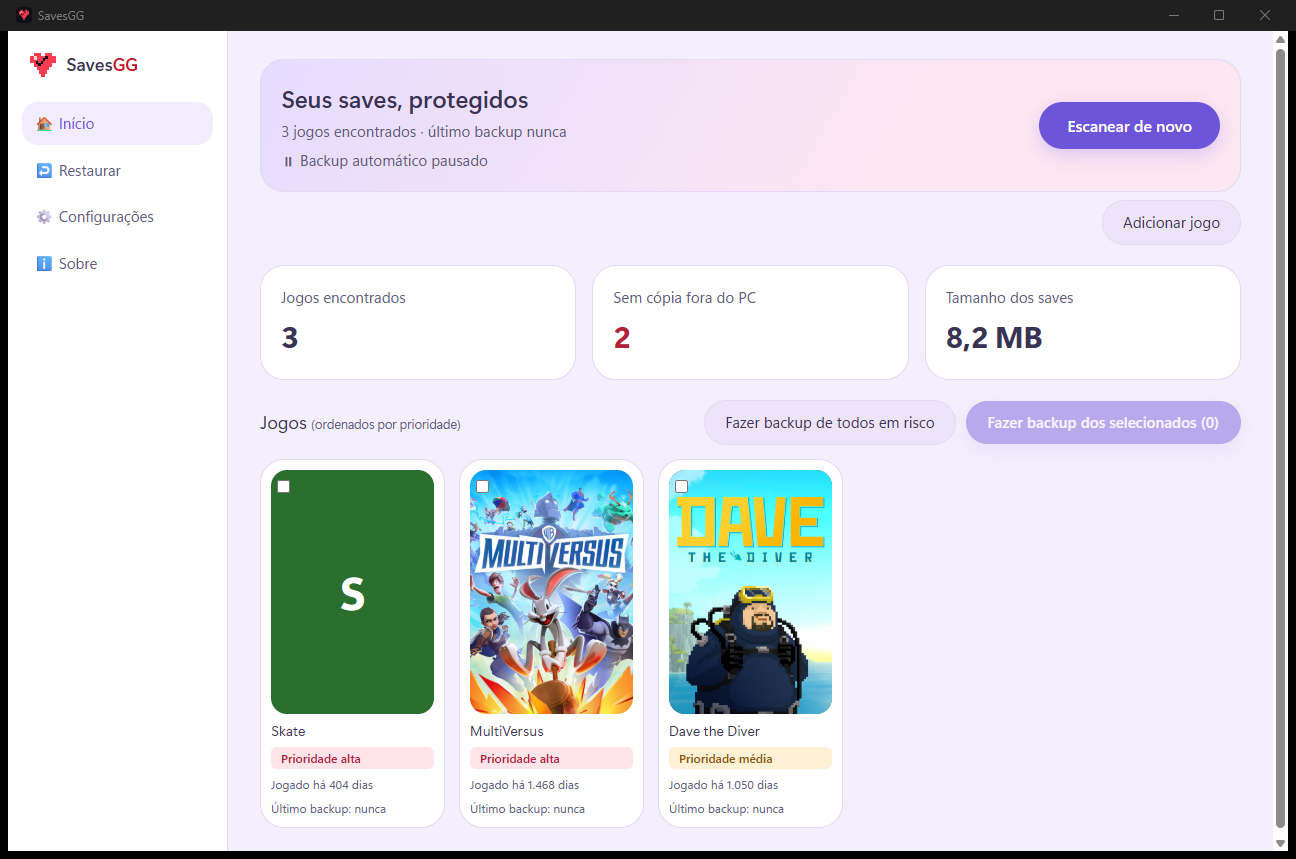 SavesGG
SavesGG
Início
Restaurar
Configurações
Sobre
Seus saves, protegidos
3 jogos encontrados · último backup nunca
Backup automático pausado
Escanear de novo
Adicionar jogo
Jogos encontrados
3
Sem cópia fora do PC
2
Tamanho dos saves
8,2 MB
Jogos (ordenados por prioridade)
Fazer backup de todos em risco
Fazer backup dos selecionados (0)
S
Skate
Prioridade alta
Jogado há 404 dias
Último backup: nunca
WB
MULTIVERSUS
MultiVersus
Prioridade alta
Jogado há 1.468 dias
Último backup: nunca
DAVE
THE DIVER
Dave the Diver
Prioridade média
Jogado há 1.050 dias
Último backup: nunca